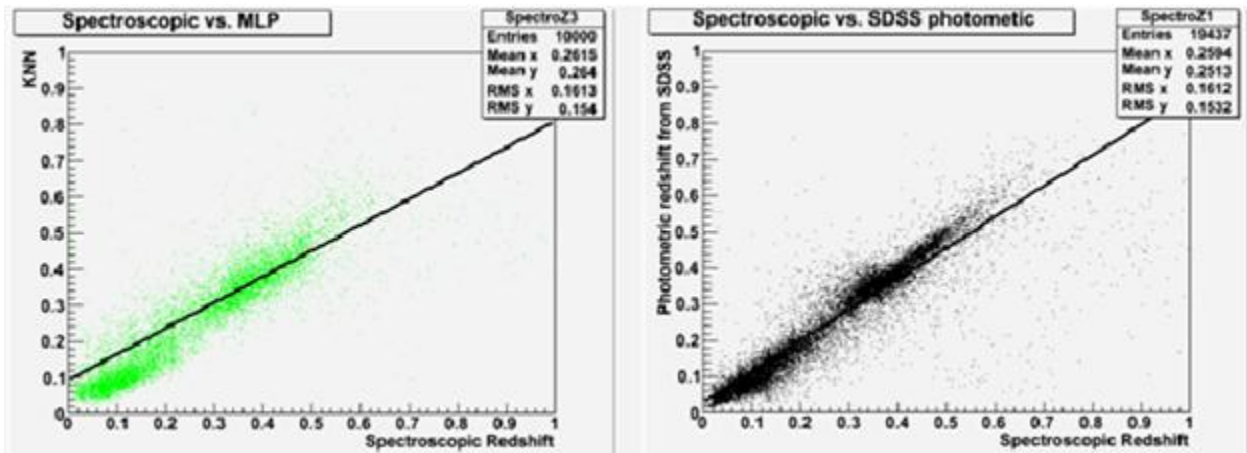 Spectroscopic vs. MLP
SpectroZ3
Entries 10000
Mean x 0.2615
Mean y 0.264
RMS x 0.1613
RMS y 0.154
KNN
1
0.9
0.8
0.7
0.6
0.5
0.4
0.3
0.2
0.1
0
0 0.1 0.2 0.3 0.4 0.5 0.6 0.7 0.8 0.9 1
Spectroscopic Redshift
Spectroscopic vs. SDSS photometic
SpectroZ1
Entries 19437
Mean x 0.2594
Mean y 0.2513
RMS x 0.1612
RMS y 0.1532
Photometric redshift from SDSS
1
0.9
0.8
0.7
0.6
0.5
0.4
0.3
0.2
0.1
0
0 0.1 0.2 0.3 0.4 0.5 0.6 0.7 0.8 0.9 1
Spectroscopic Redshift